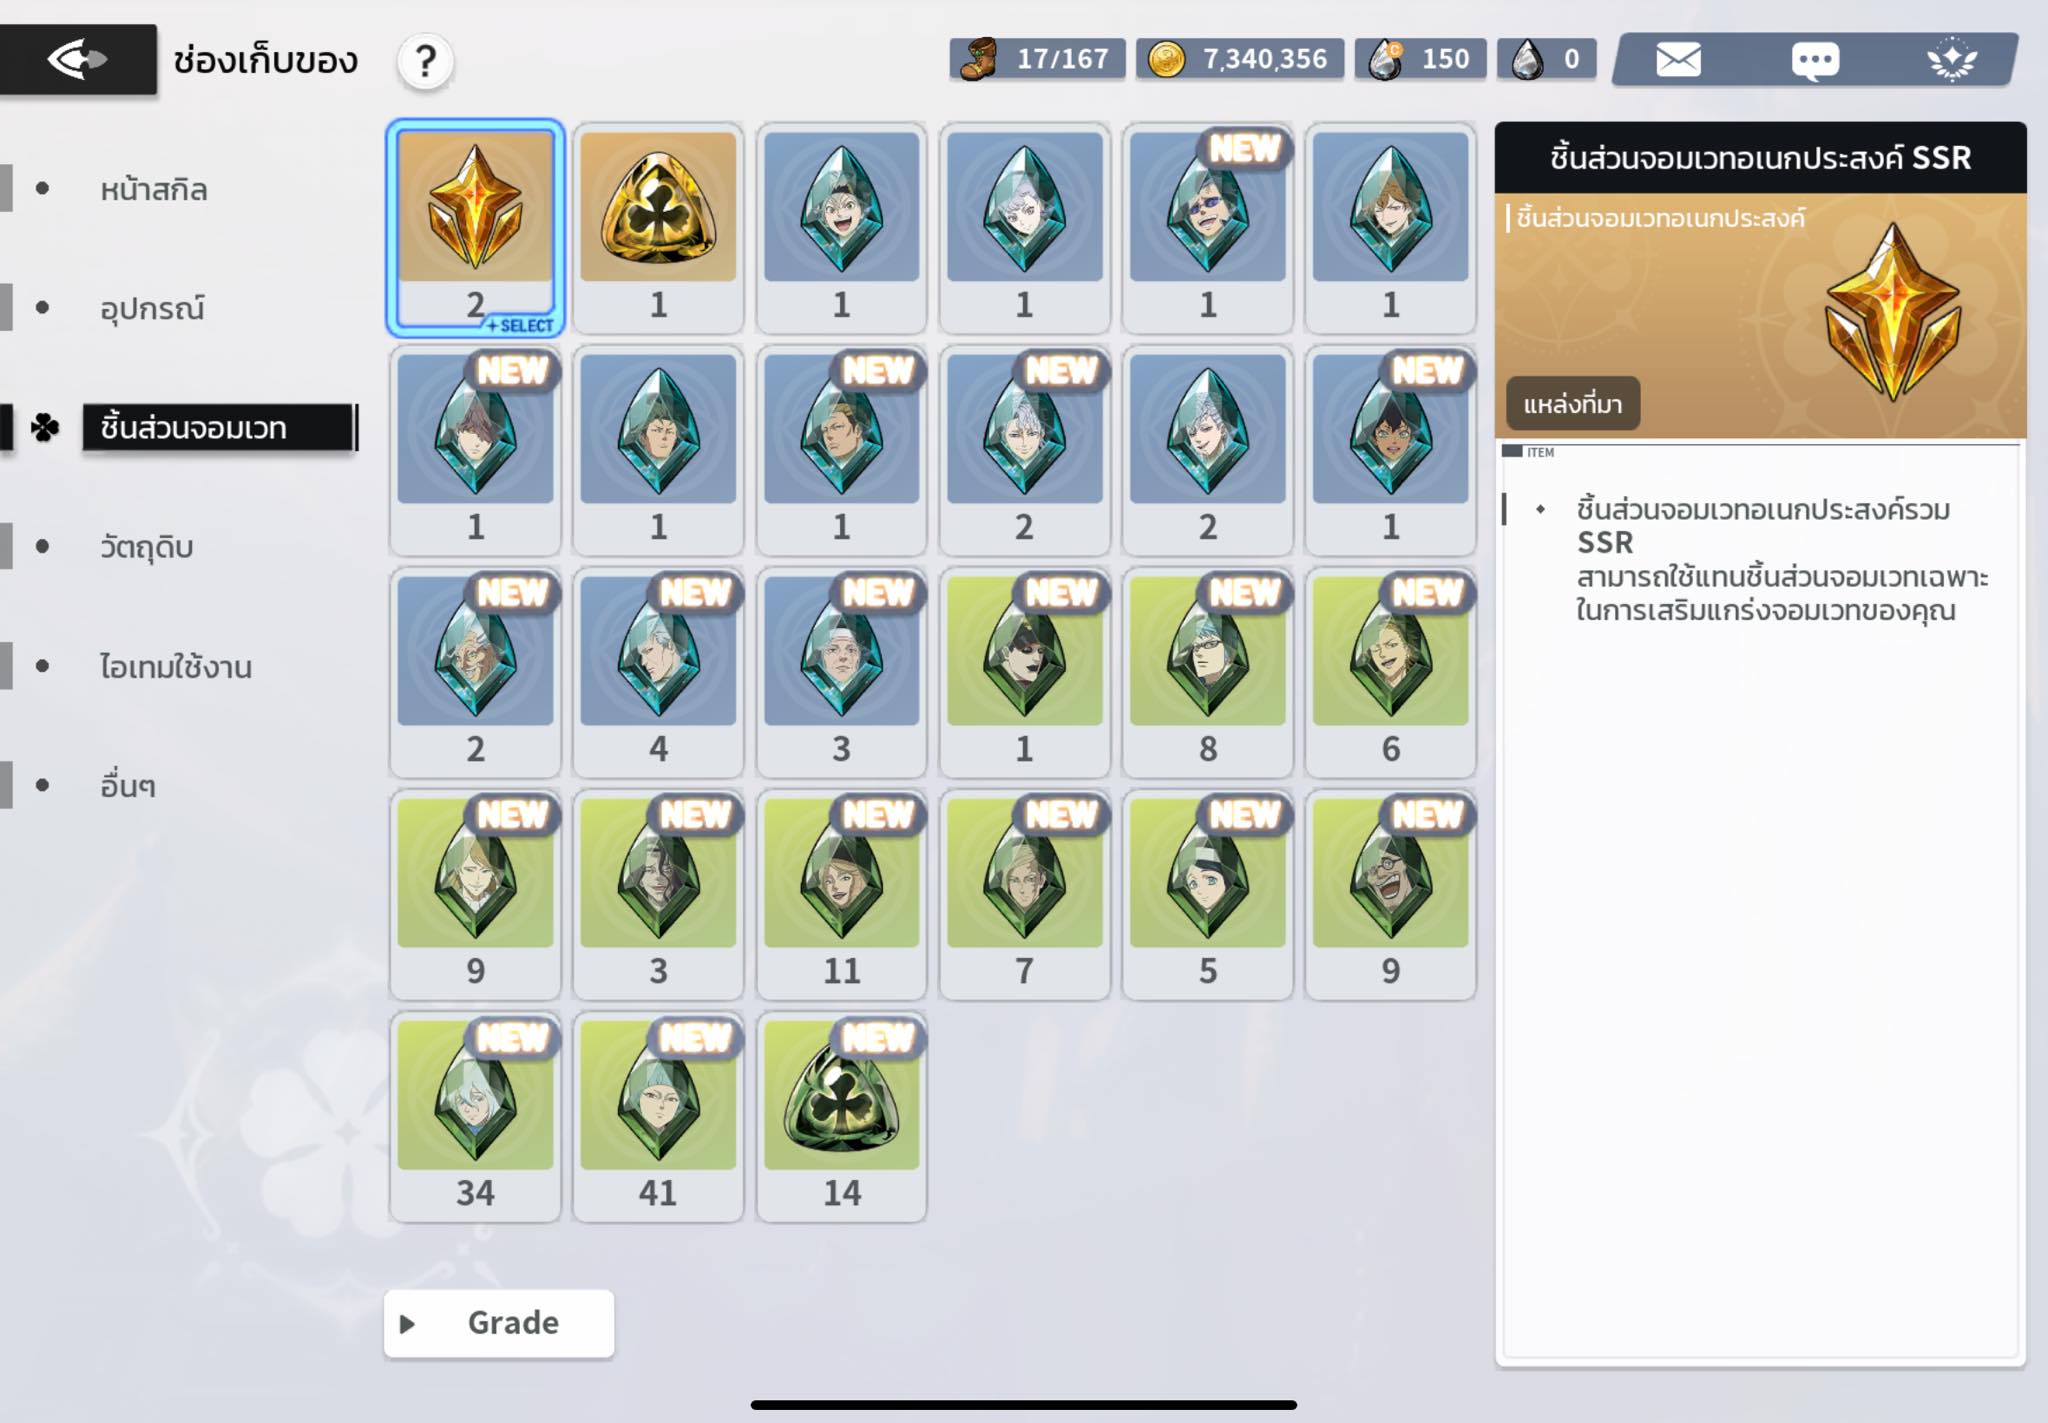 ช่องเก็บของ
?
17/167
7,340,356
C
150
0
หน้าสกิล
อุปกรณ์
ชิ้นส่วนจอมเวท
วัตถุดิบ
ไอเทมใช้งาน
อื่นๆ
NEW
2
+SELECT
1
1
1
1
1
NEW
NEW
NEW
NEW
1
1
1
2
2
1
NEW
NEW
NEW
NEW
NEW
NEW
2
4
3
1
8
6
NEW
NEW
NEW
NEW
NEW
NEW
9
3
11
7
5
9
NEW
NEW
NEW
34
41
14
Grade
ชิ้นส่วนจอมเวทอเนกประสงค์ SSR
ชิ้นส่วนจอมเวทอเนกประสงค์
แหล่งที่มา
ITEM
ชิ้นส่วนจอมเวทอเนกประสงค์รวม
SSR
สามารถใช้แทนชิ้นส่วนจอมเวทเฉพาะ
ในการเสริมแกร่งจอมเวทของคุณ